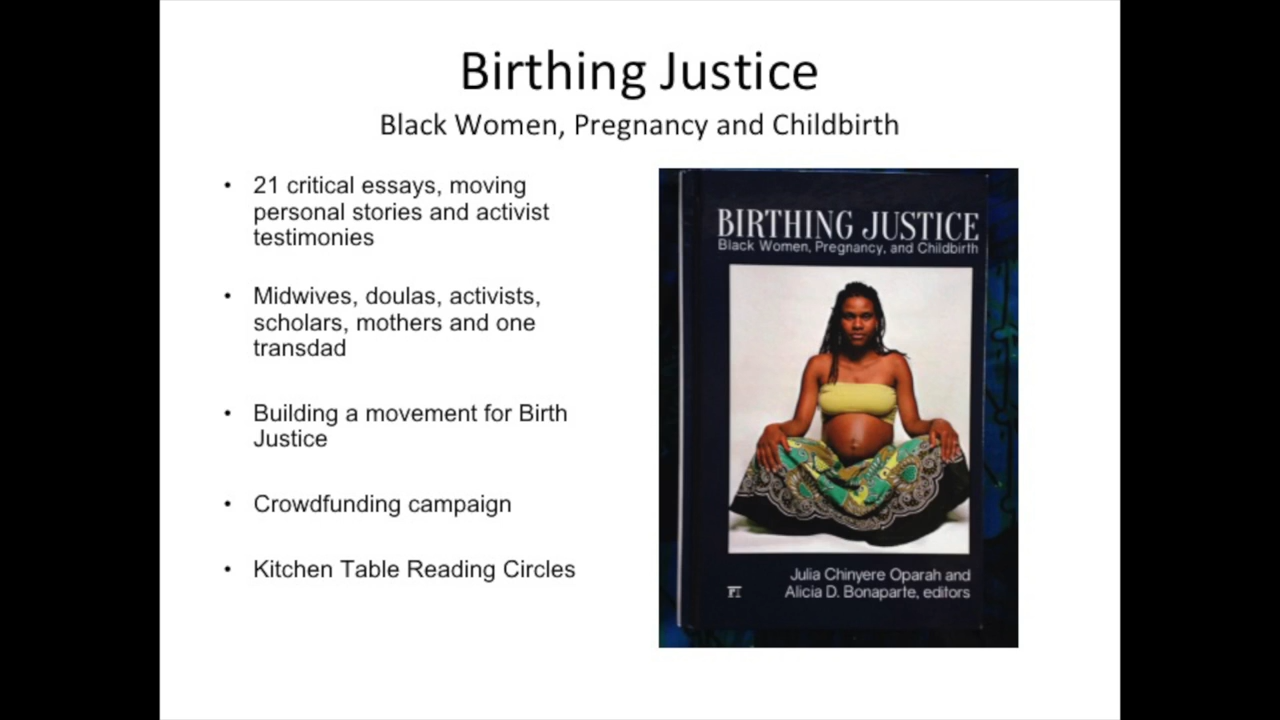 Birthing Justice
Black Women, Pregnancy and Childbirth
• 21 critical essays, moving
personal stories and activist
testimonies
• Midwives, doulas, activists,
scholars, mothers and one
transdad
• Building a movement for Birth
Justice
• Crowdfunding campaign
• Kitchen Table Reading Circles
BIRTHING JUSTICE
Black Women, Pregnancy, and Childbirth
Julia Chinyere Oparah and
Alicia D. Bonaparte, editors